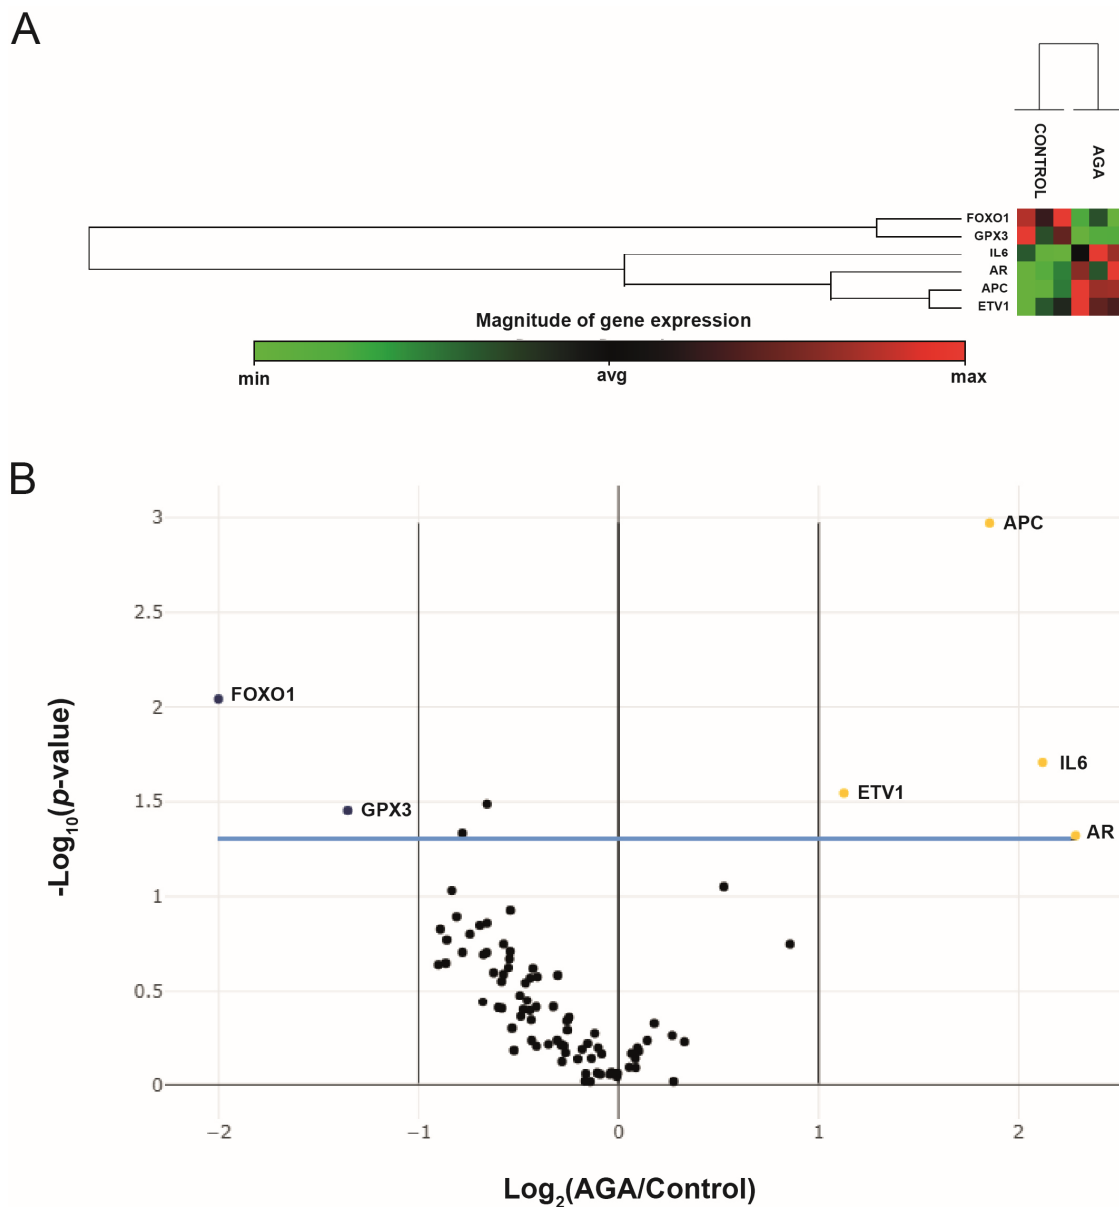 A
CONTROL
AGA
FOXO1
GPX3
IL6
AR
APC
ETV1
Magnitude of gene expression
min
avg
max
B
3
APC
2.5
FOXO1
2
IL6
1.5
ETV1
GPX3
AR
1
0.5
0
−2
−1
0
1
2
-Log10(p-value)
Log2(AGA/Control)